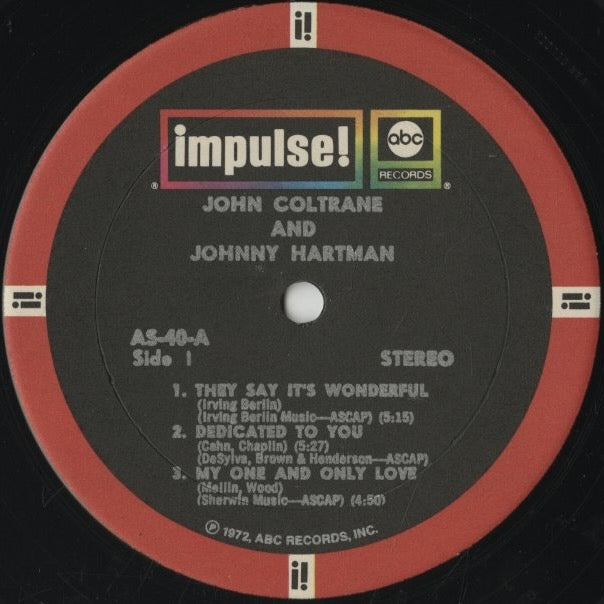 i!
impulse!
abc
RECORDS
®
®
JOHN COLTRANE
AND
JOHNNY HARTMAN
i!
i!
AS-40-A
Side 1
STEREO
1. THEY SAY IT'S WONDERFUL
(Irving Berlin)
(Irving Berlin Music—ASCAP) (5:15)
2. DEDICATED TO YOU
(Cahn, Chaplin) (5:27)
(DeSylva, Brown & Henderson—ASCAP)
3. MY ONE AND ONLY LOVE
(Mellin, Wood)
(Sherwin Music—ASCAP) (4:50)
℗ 1972, ABC RECORDS, INC.
i!